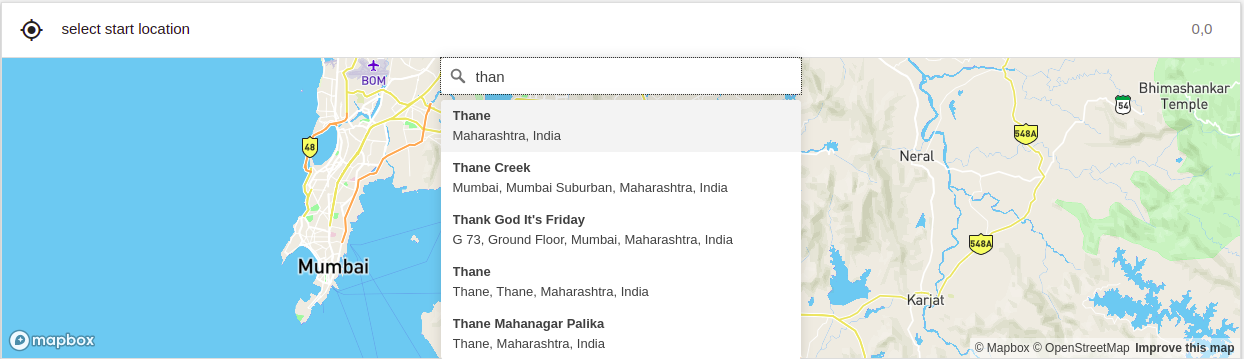 select start location
0,0
BOM
than
Thane
Maharashtra, India
Thane Creek
Mumbai, Mumbai Suburban, Maharashtra, India
Thank God It's Friday
G 73, Ground Floor, Mumbai, Maharashtra, India
Thane
Thane, Thane, Maharashtra, India
Thane Mahanagar Palika
Thane, Maharashtra, India
48
Mumbai
Bhimashankar
Temple
54
548A
Neral
548A
Karjat
mapbox
© Mapbox © OpenStreetMap Improve this map